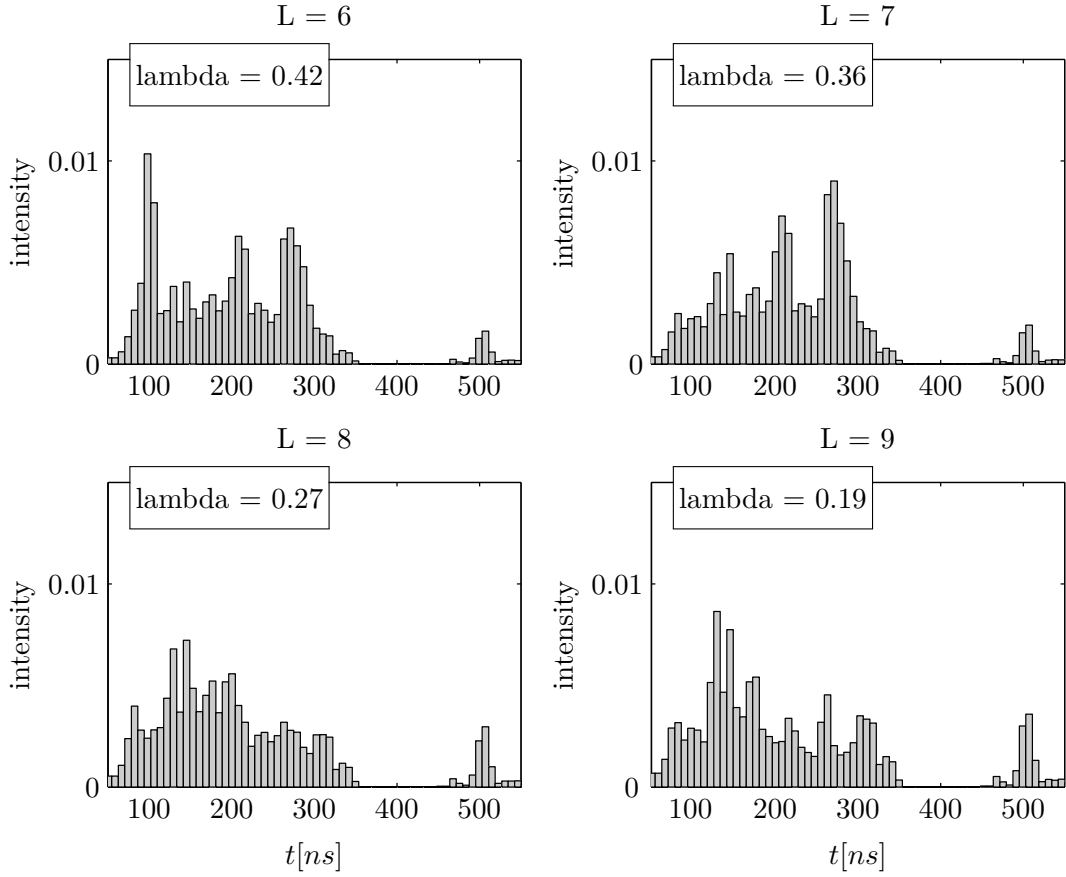 L = 6
lambda = 0.42
intensity
0.01
0
100 200 300 400 500
L = 7
lambda = 0.36
intensity
0.01
0
100 200 300 400 500
L = 8
lambda = 0.27
intensity
0.01
0
100 200 300 400 500
t[ns]
L = 9
lambda = 0.19
intensity
0.01
0
100 200 300 400 500
t[ns]